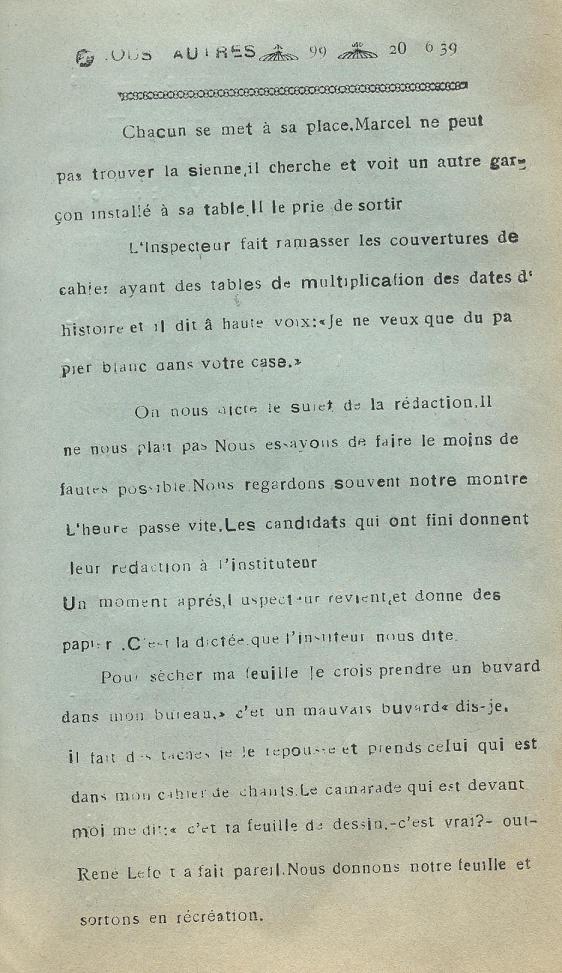 OUS AUTRES 99 20 6 39
Chacun se met à sa place.Marcel ne peut
pas trouver la sienne,il cherche et voit un autre gar-
çon installé à sa table.Il le prie de sortir
L'Inspecteur fait ramasser les couvertures de
cahier ayant des tables de multiplication des dates d'
histoire et il dit â haute voix:«Je ne veux que du pa
pier blanc dans votre case.»
On nous dicte le sujet de la rédaction.Il
ne nous plait pas Nous essayons de faire le moins de
fautes possible.Nous regardons souvent notre montre
L'heure passe vite.Les candidats qui ont fini donnent
leur redaction à l'instituteur
Un moment aprés,l uspecteur revient,et donne des
papier .C'est la dictée.que l'institeur nous dite.
Pour sècher ma feuille Je crois prendre un buvard
dans mon bureau.» c'et un mauvais buvard« dis-je.
il fait des taches je le repousse et prends celui qui est
dans mon cahier de chants.Le camarade qui est devant
moi me dit:« c'et ta feuille de dessin.-c'est vrai?- oui-
René Lefo t a fait pareil.Nous donnons notre feuille et
sortons en récréation.